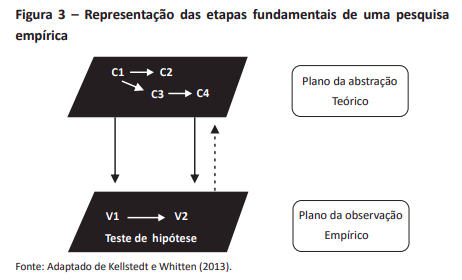 Figura 3 – Representação das etapas fundamentais de uma pesquisa
empírica
C1 C2
C3 C4
Plano da abstração
Teórico
V1 V2
Teste de hipótese
Plano da observação
Empírico
Fonte: Adaptado de Kellstedt e Whitten (2013).